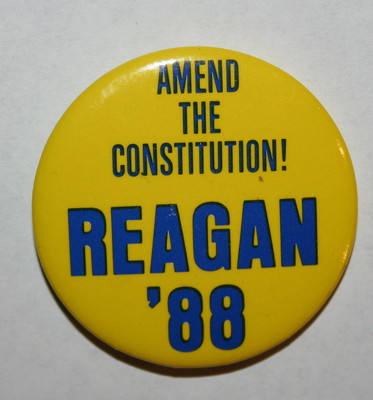 AMEND
THE
CONSTITUTION!
REAGAN
'88